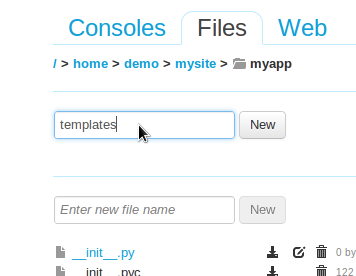 Consoles Files Web
/ > home > demo > mysite > myapp
templates New
Enter new file name New
__init__.py 0 by
__init__.pyc 122